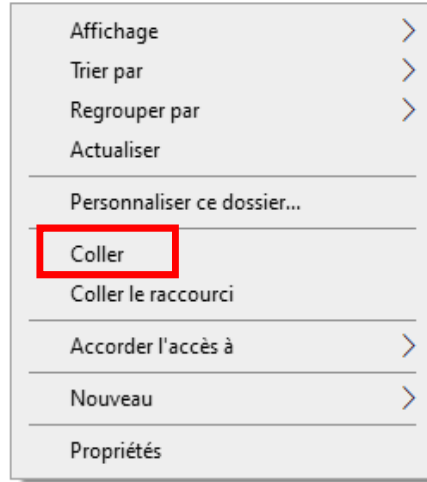 Affichage
Trier par
Regrouper par
Actualiser
Personnaliser ce dossier...
Coller
Coller le raccourci
Accorder l'accès à
Nouveau
Propriétés